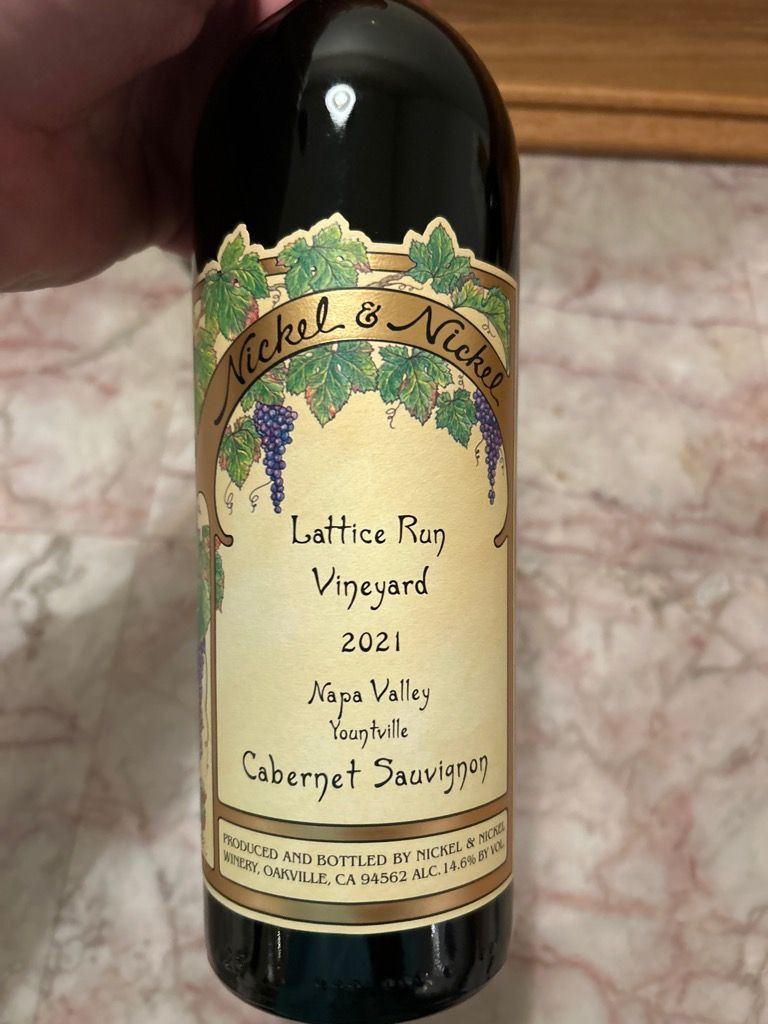 Nickel & Nickel
Lattice Run
Vineyard
2021
Napa Valley
Yountville
Cabernet Sauvignon
PRODUCED AND BOTTLED BY NICKEL & NICKEL
WINERY, OAKVILLE, CA 94562 ALC. 14.6% BY VOL.